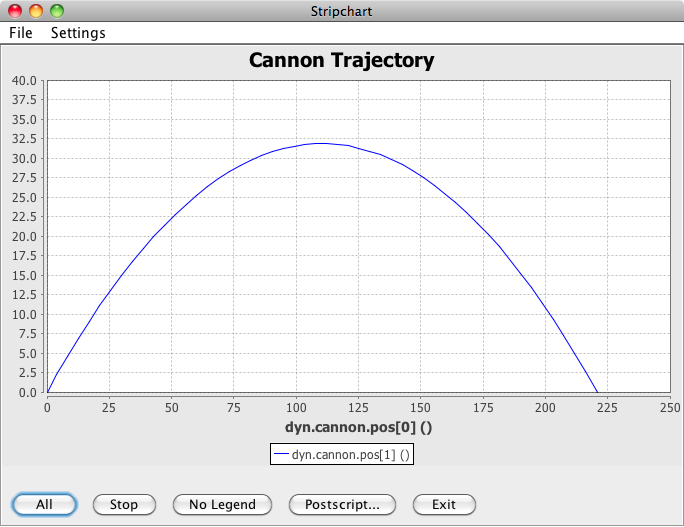 Stripchart
File Settings
Cannon Trajectory
40.0
37.5
35.0
32.5
30.0
27.5
25.0
22.5
20.0
17.5
15.0
12.5
10.0
7.5
5.0
2.5
0.0
0 25 50 75 100 125 150 175 200 225 250
dyn.cannon.pos[0] ()
dyn.cannon.pos[1] ()
All Stop No Legend Postscript... Exit